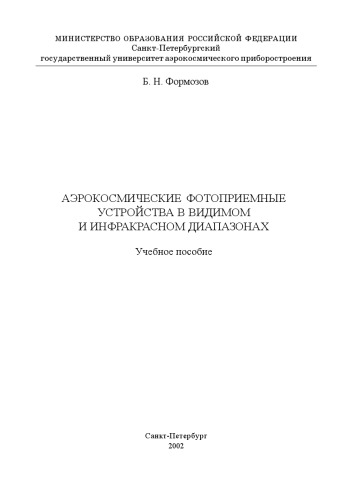 МИНИСТЕРСТВО ОБРАЗОВАНИЯ РОССИЙСКОЙ ФЕДЕРАЦИИ
Санкт-Петербургский
государственный университет аэрокосмического приборостроения
Б. Н. Формозов
АЭРОКОСМИЧЕСКИЕ ФОТОПРИЕМНЫЕ
УСТРОЙСТВА В ВИДИМОМ
И ИНФРАКРАСНОМ ДИАПАЗОНАХ
Учебное пособие
Санкт-Петербург
2002